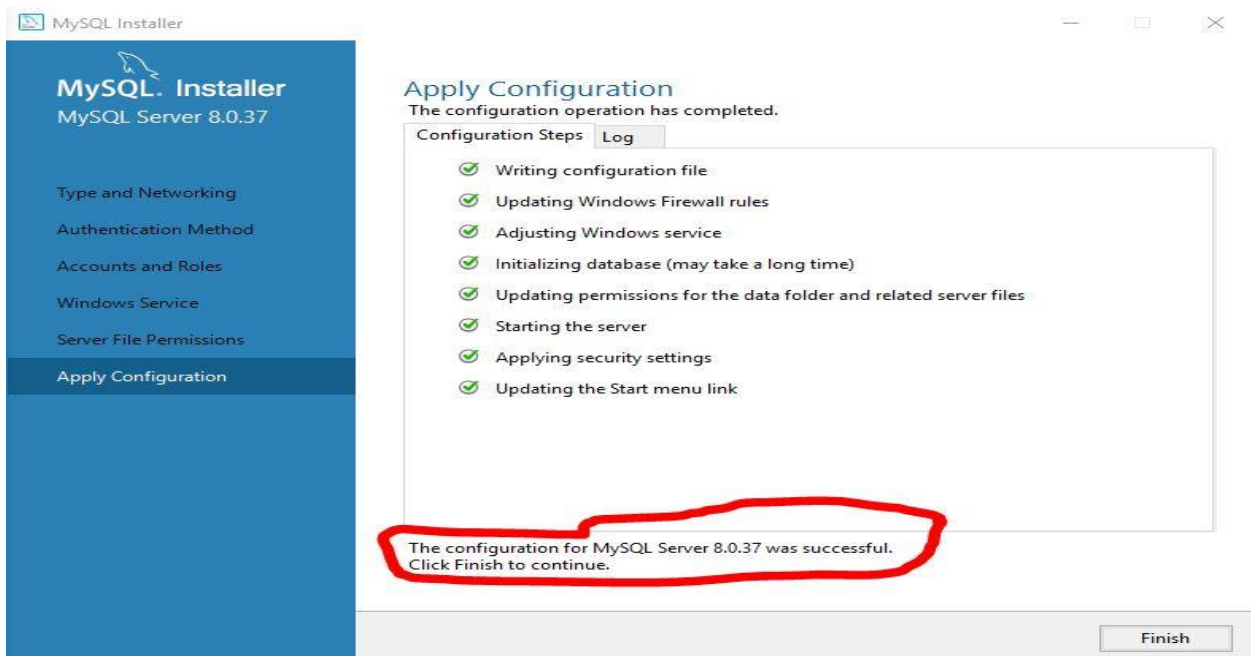 MySQL Installer
MySQL. Installer
MySQL Server 8.0.37
Type and Networking
Authentication Method
Accounts and Roles
Windows Service
Server File Permissions
Apply Configuration
Apply Configuration
The configuration operation has completed.
Configuration Steps Log
Writing configuration file
Updating Windows Firewall rules
Adjusting Windows service
Initializing database (may take a long time)
Updating permissions for the data folder and related server files
Starting the server
Applying security settings
Updating the Start menu link
The configuration for MySQL Server 8.0.37 was successful.
Click Finish to continue.
Finish